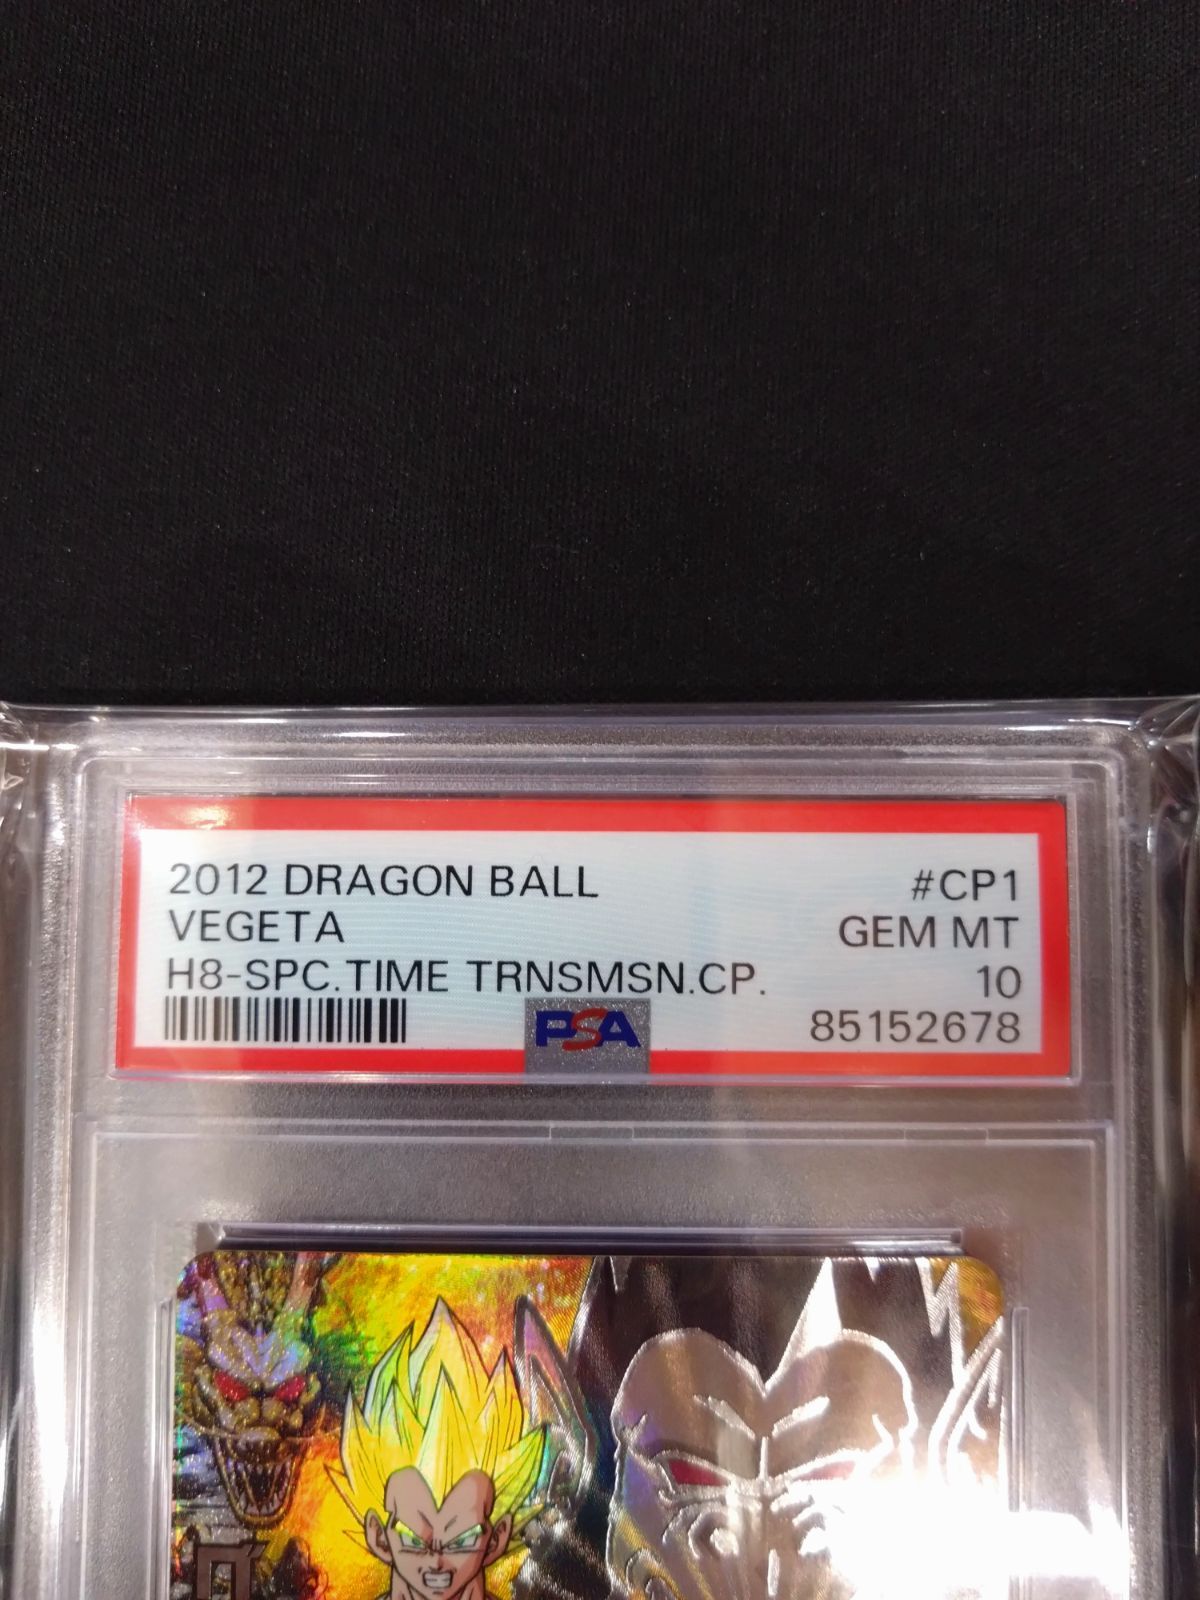 2012 DRAGON BALL #CP1
VEGETA GEM MT
H8-SPC.TIME TRNSMSN.CP. 10
PSA 85152678